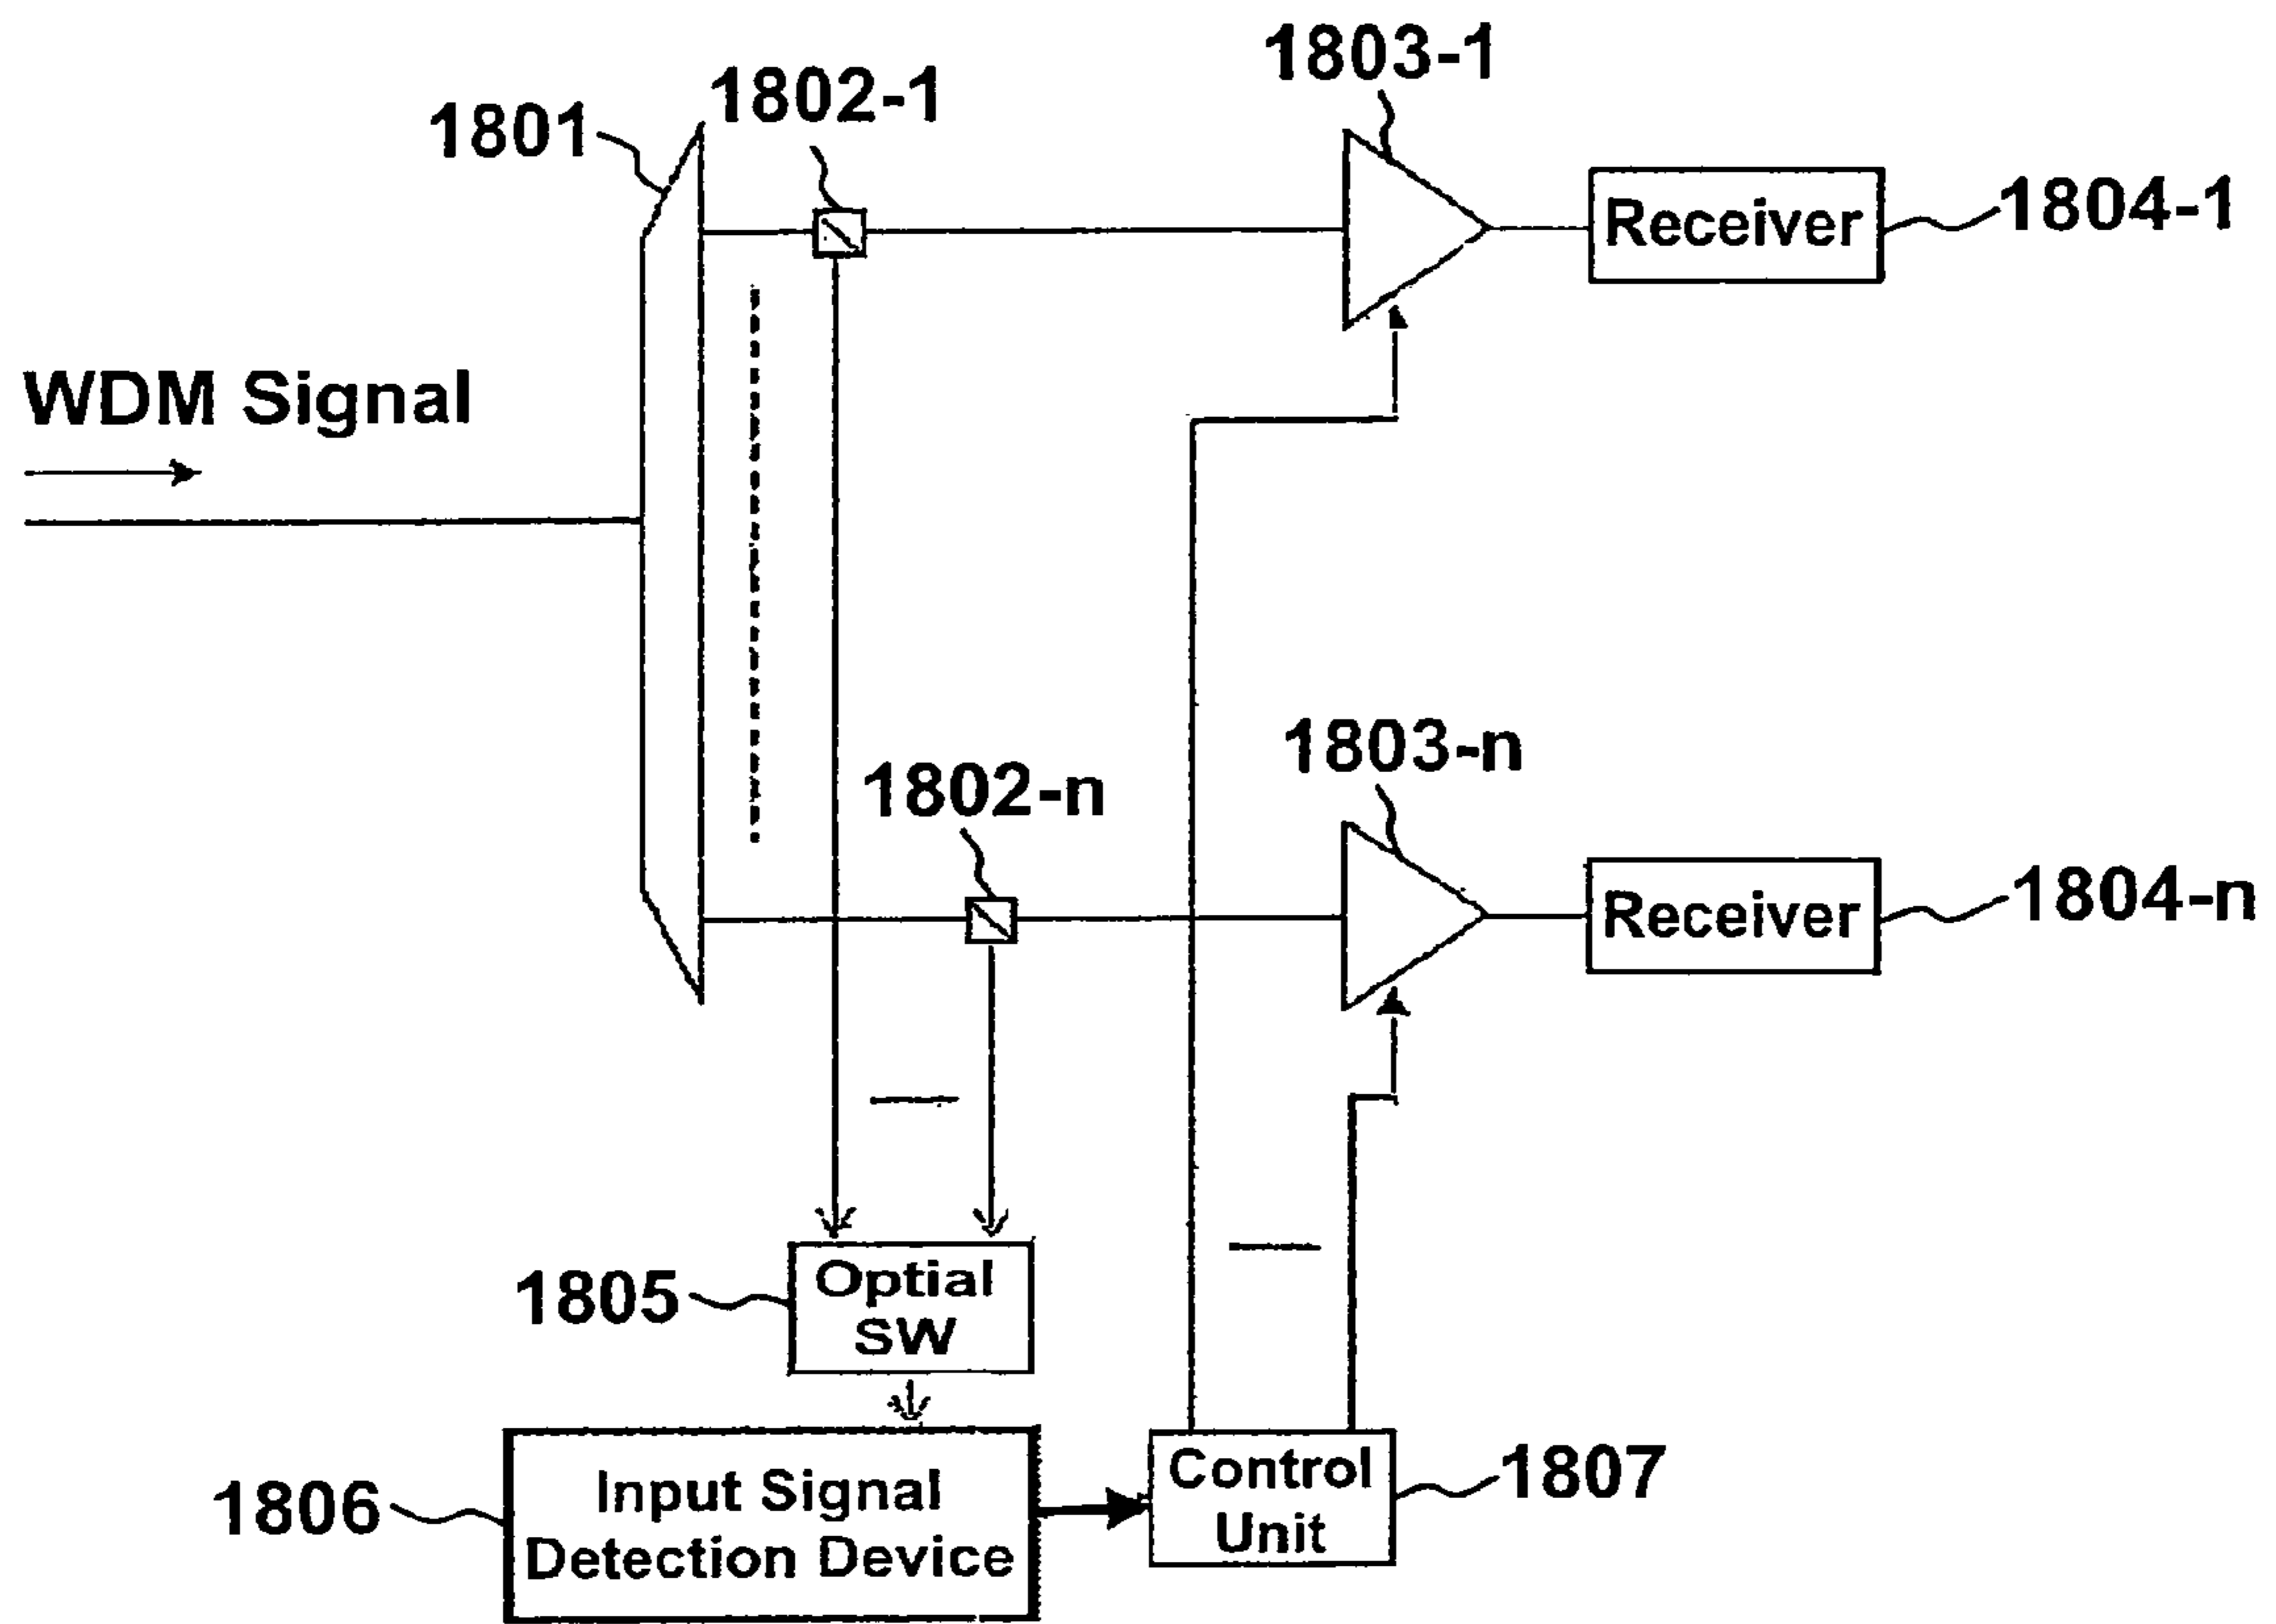 1803-1
1802-1
1801
Receiver
1804-1
WDM Signal
1803-n
1802-n
Receiver
1804-n
1805
Optial
SW
1806
Input Signal
Detection Device
Control
Unit
1807